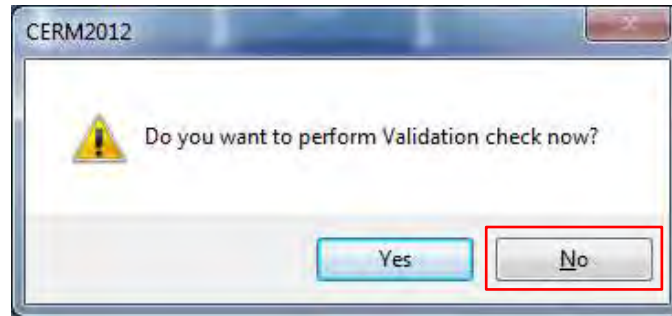 CERM2012
Do you want to perform Validation check now?
Yes
No